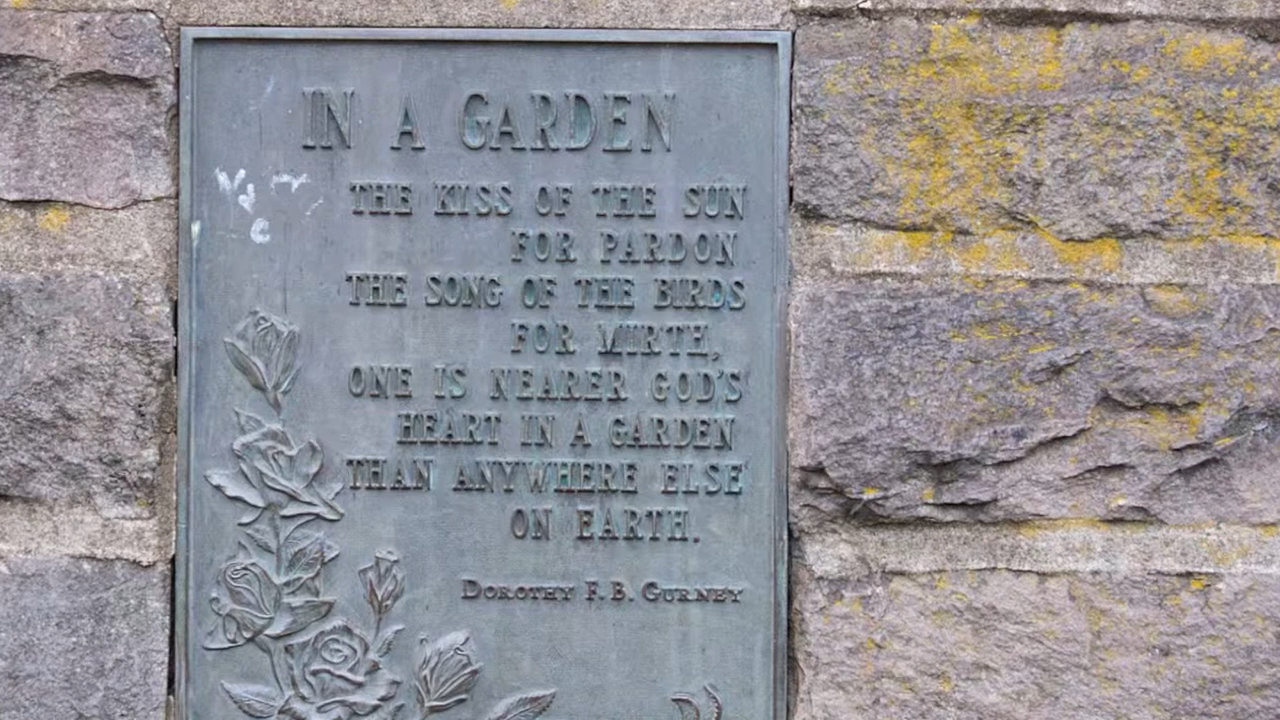 IN A GARDEN
THE KISS OF THE SUN
FOR PARDON
THE SONG OF THE BIRDS
FOR MIRTH,
ONE IS NEARER GOD'S
HEART IN A GARDEN
THAN ANYWHERE ELSE
ON EARTH.
DOROTHY F. B. GURNEY